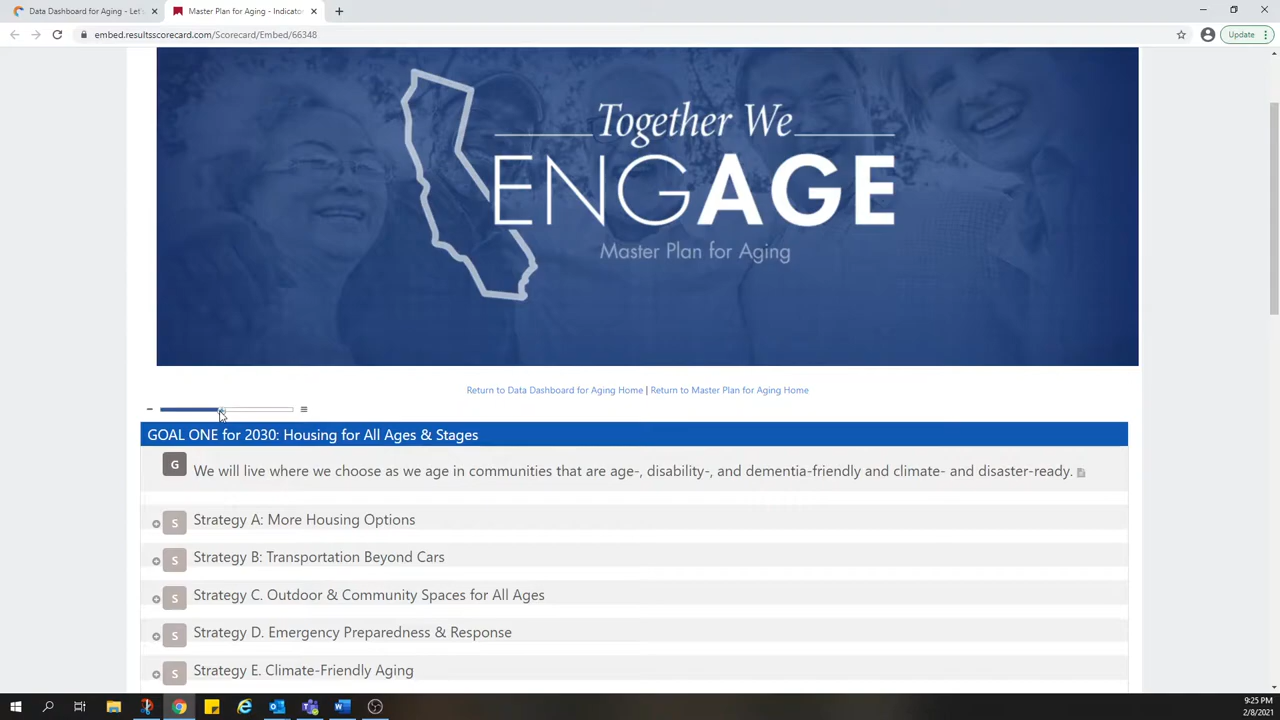 Data Dashboard for Aging - Let's
Master Plan for Aging - Indicator
embed.resultsscorecard.com/Scorecard/Embed/66348
Update
Together We
ENGAGE
Master Plan for Aging
Return to Data Dashboard for Aging Home | Return to Master Plan for Aging Home
GOAL ONE for 2030: Housing for All Ages & Stages
G We will live where we choose as we age in communities that are age-, disability-, and dementia-friendly and climate- and disaster-ready.
S Strategy A: More Housing Options
S Strategy B: Transportation Beyond Cars
S Strategy C. Outdoor & Community Spaces for All Ages
S Strategy D. Emergency Preparedness & Response
S Strategy E. Climate-Friendly Aging
9:25 PM
2/8/2021